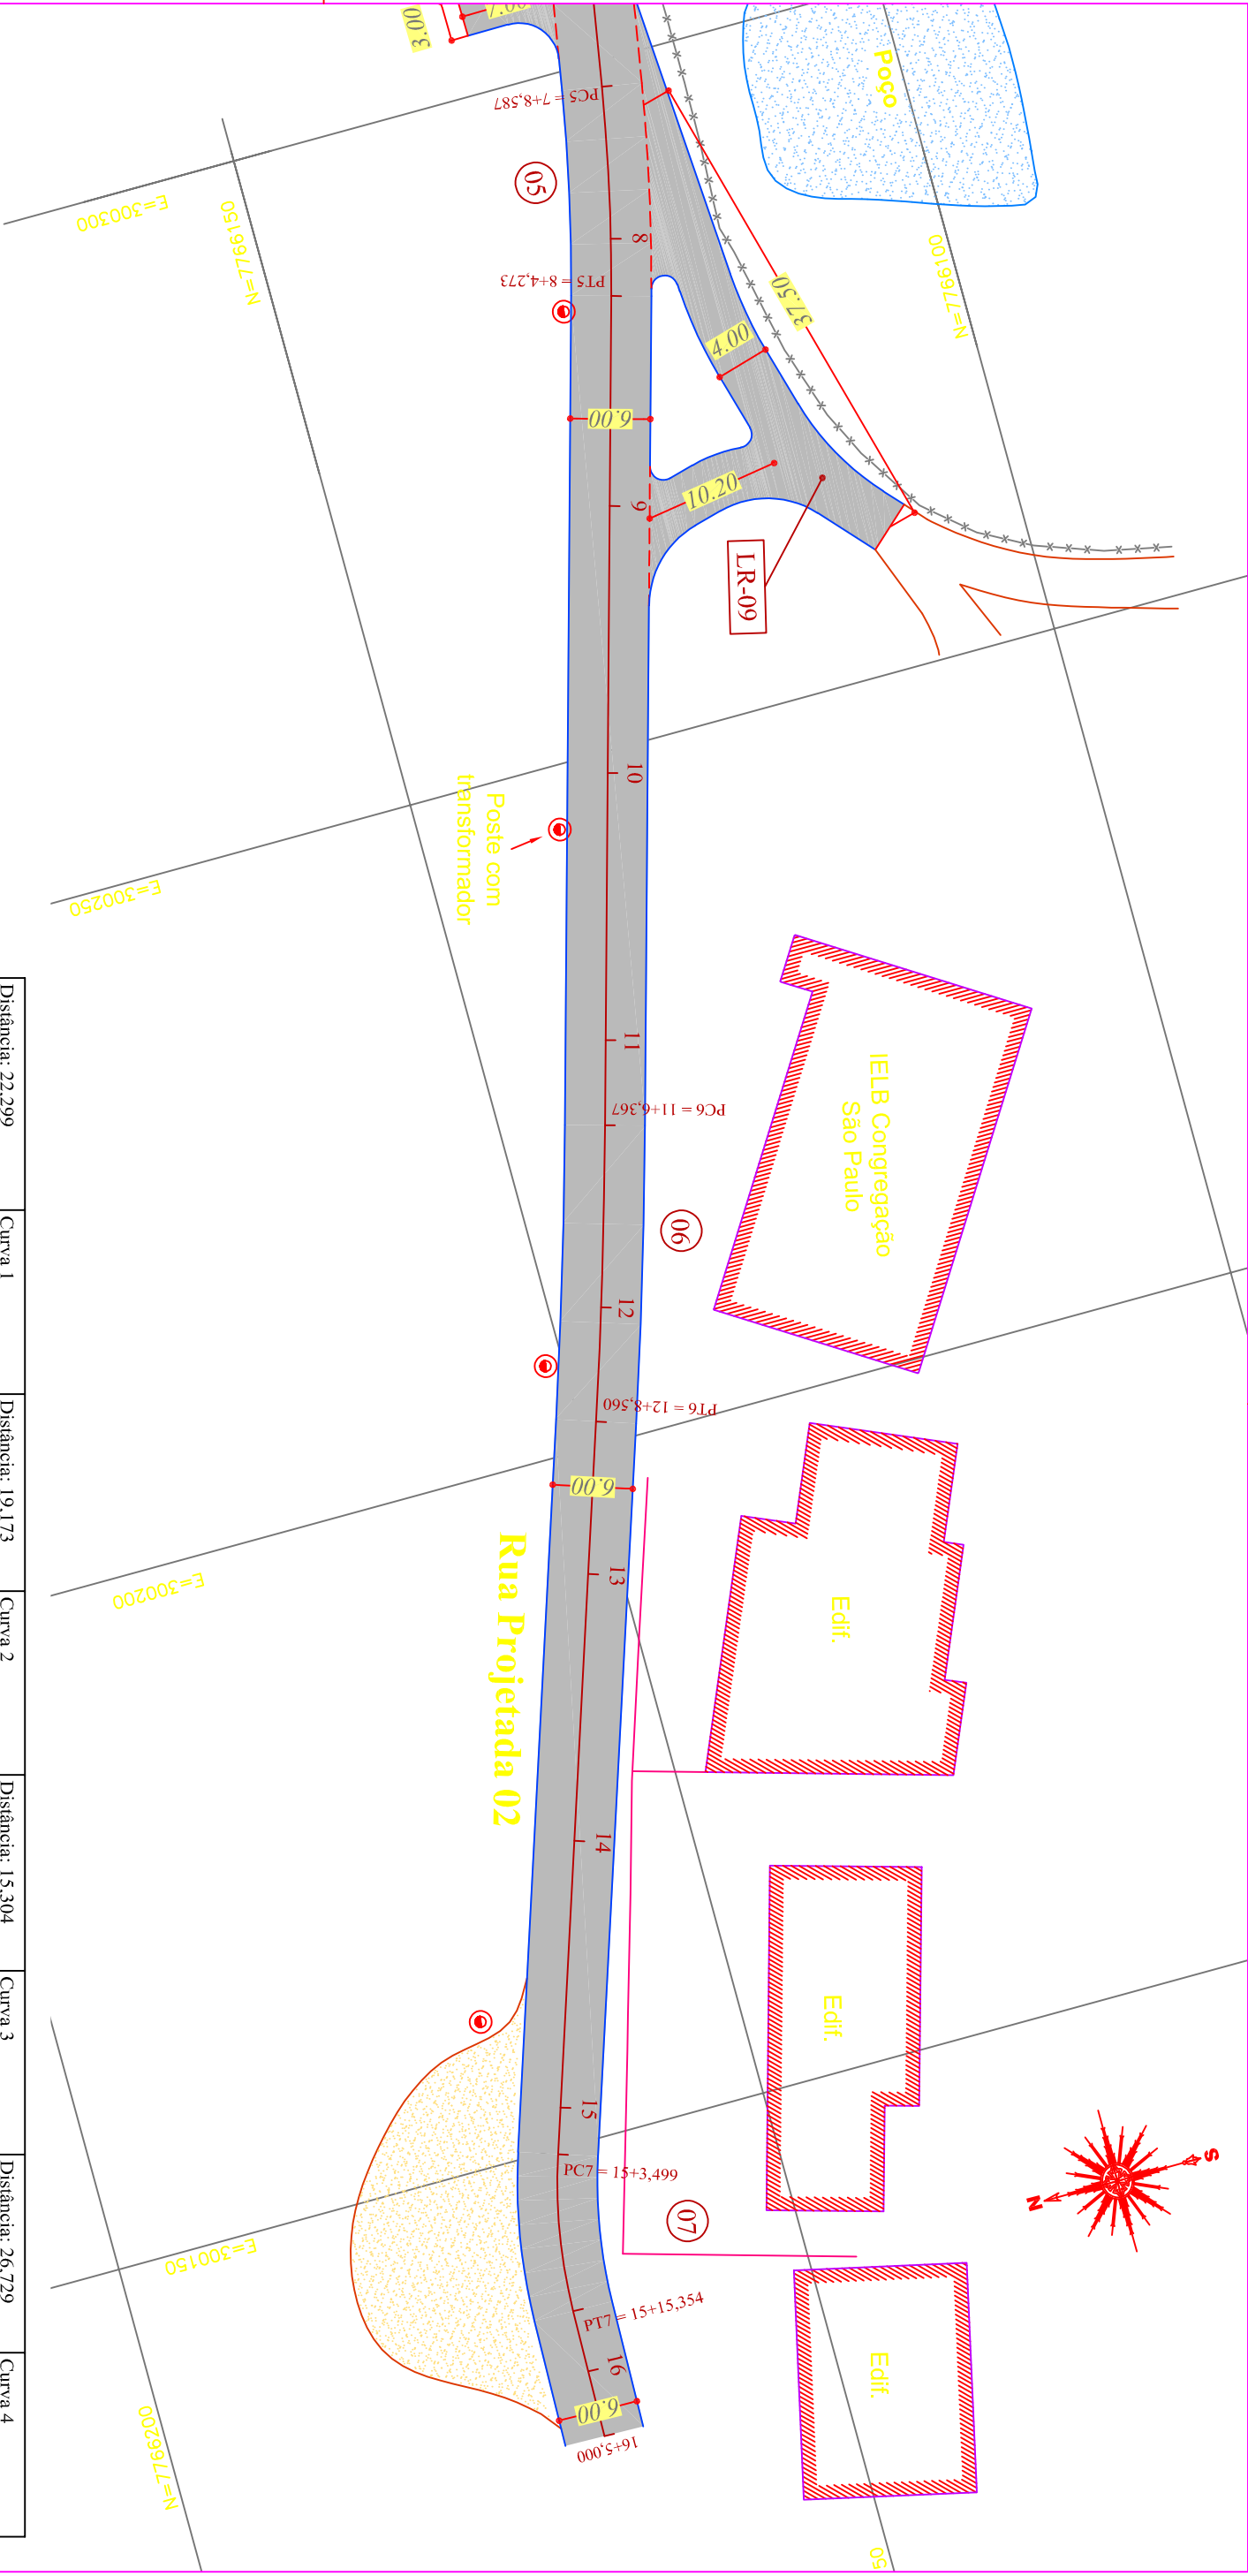 3.00
Poço
PC5 = 7+8,587
05
E=300300
N=7766150
8
N=7766100
PT5 = 8+4,273
37.50
4.00
6.00
10.20
9
LR-09
10
Poste com
transformador
E=300250
11
IELB Congregação
São Paulo
PC6 = 11+6,367
06
12
PT6 = 12+8,560
6.00
13
Rua Projetada 02
E=300200
Edif.
14
Edif.
15
PC7 = 15+3,499
07
S
N
E=300150
PT7 = 15+15,354
16
Edif.
6.00
16+5,000
N=7766200
50
Distância: 22,299
Curva 1
Distância: 19,173
Curva 2
Distância: 15,304
Curva 3
Distância: 26,729
Curva 4